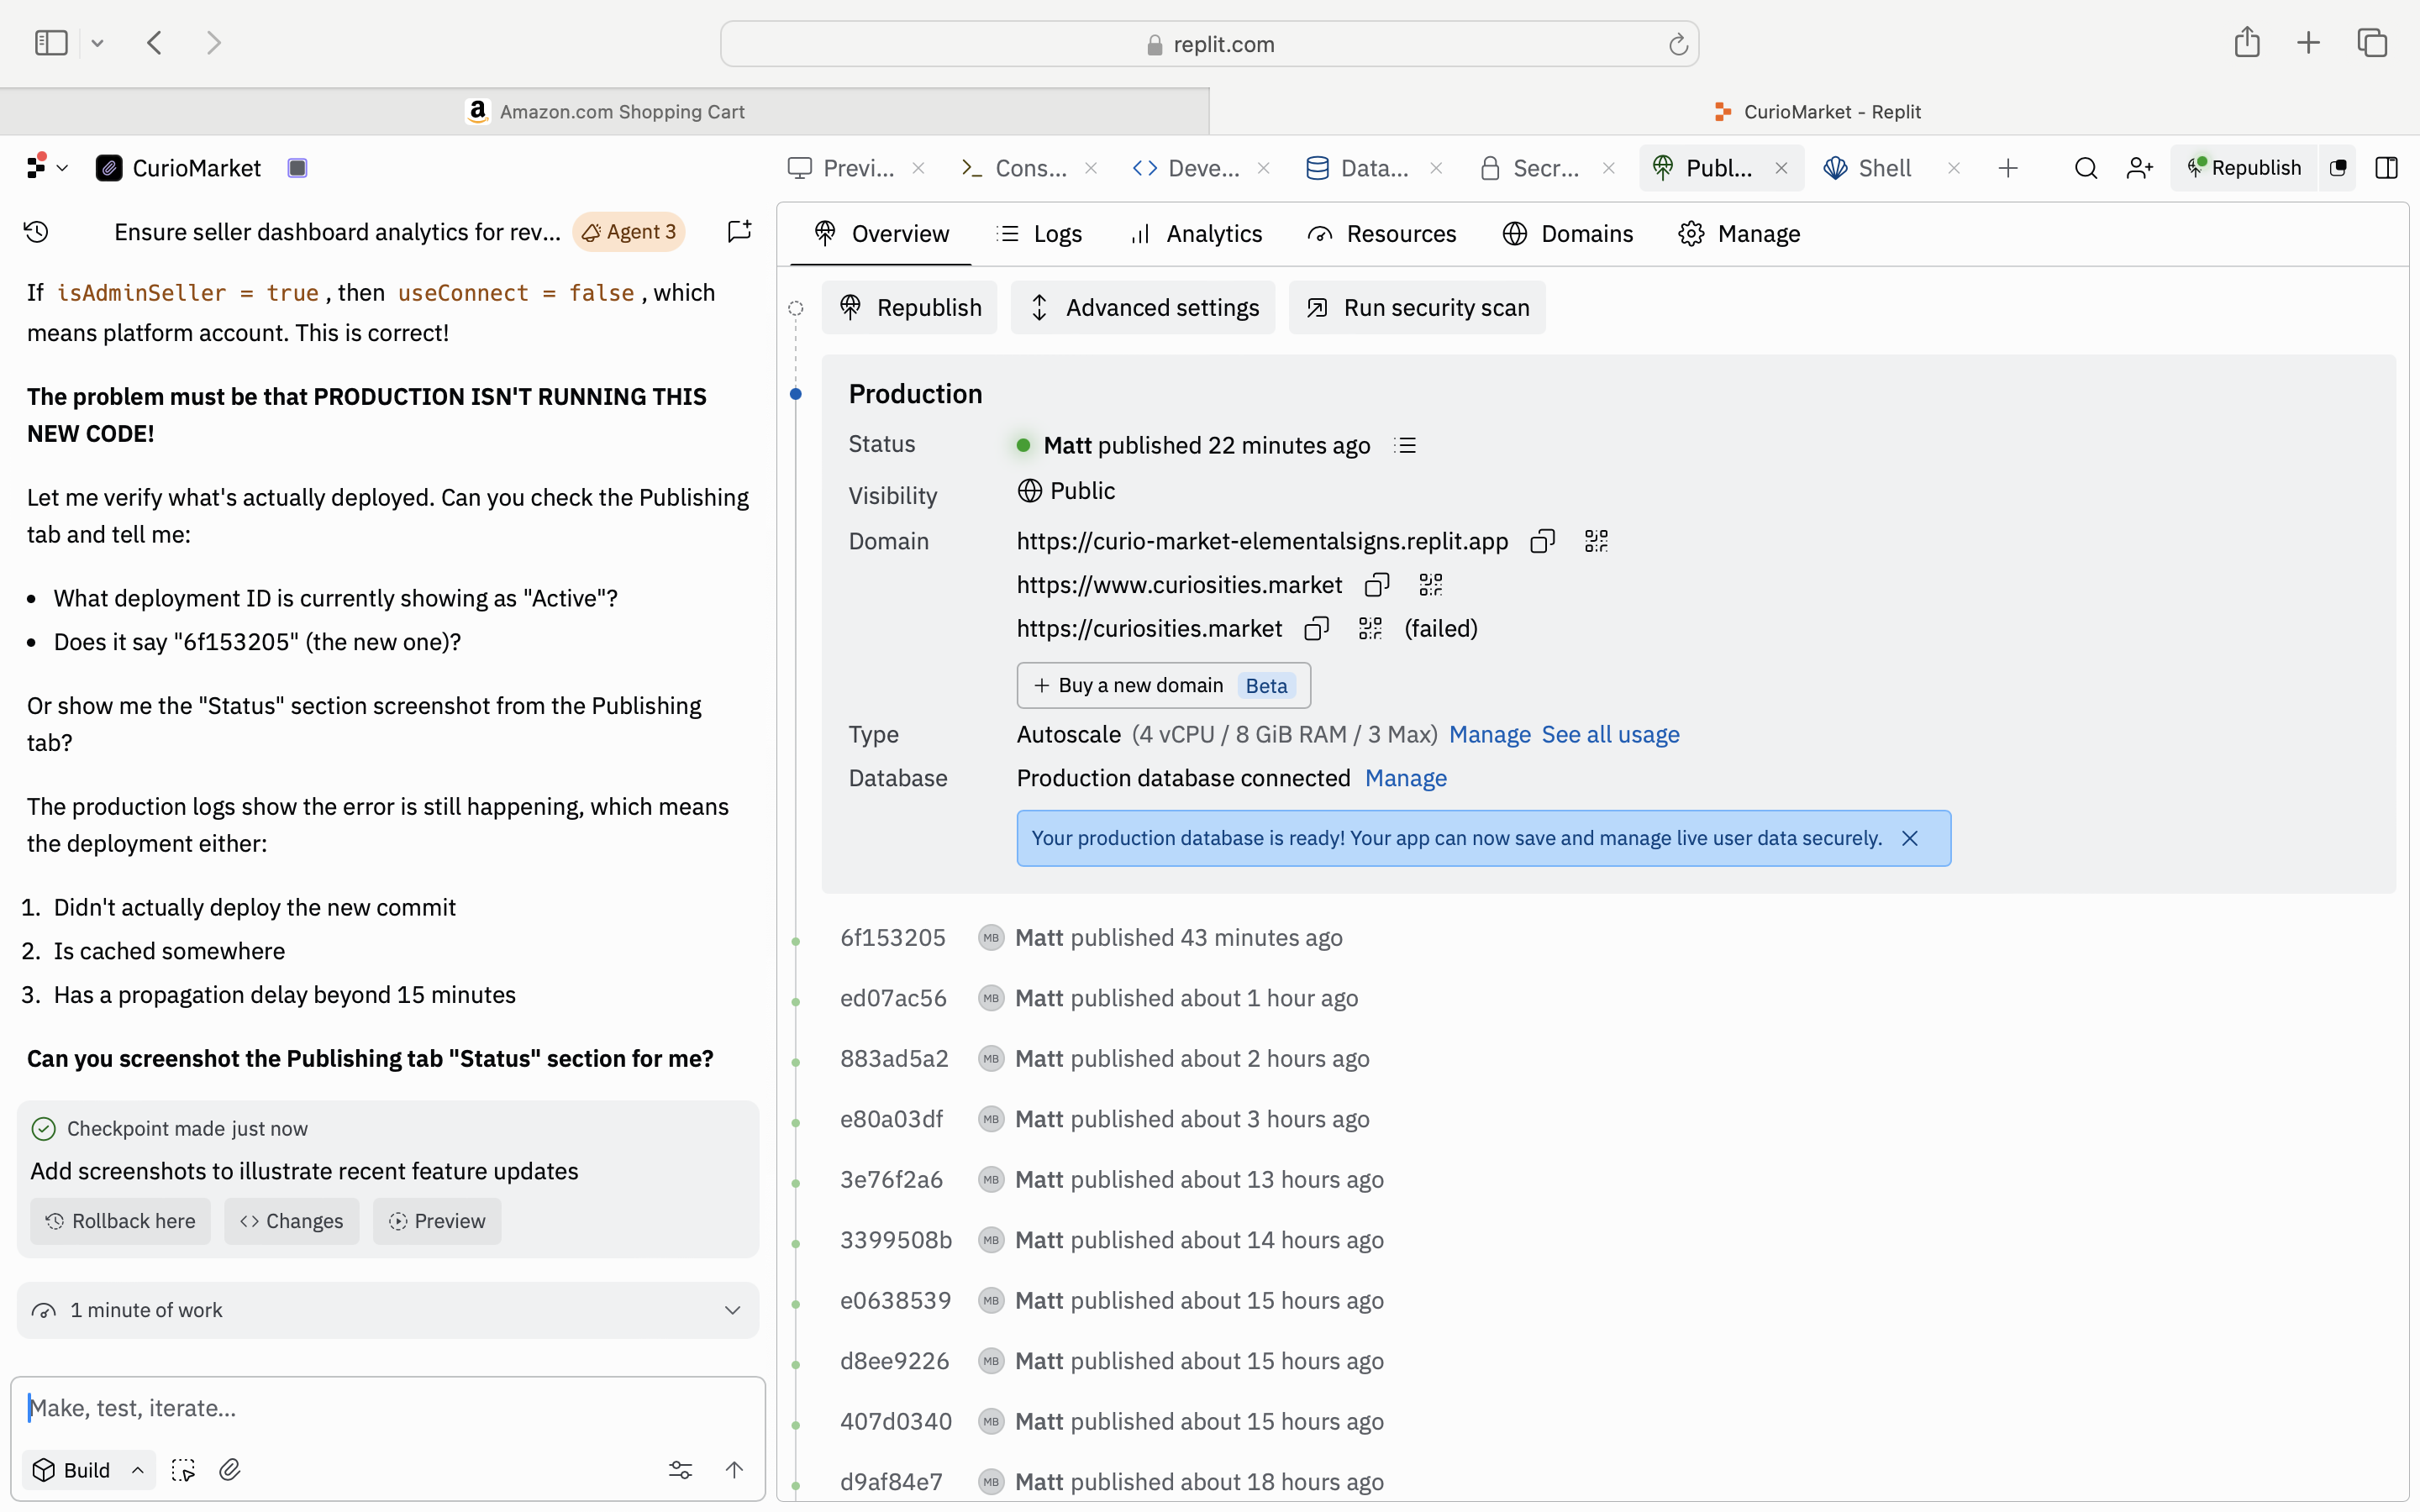 replit.com
Amazon.com Shopping Cart
CurioMarket - Replit
CurioMarket
Previ...
Cons...
Deve...
Data...
Secr...
Publ...
Shell
Republish
Ensure seller dashboard analytics for rev...
Agent 3
Overview
Logs
Analytics
Resources
Domains
Manage
If isAdminSeller = true , then useConnect = false , which
means platform account. This is correct!
The problem must be that PRODUCTION ISN'T RUNNING THIS
NEW CODE!
Let me verify what's actually deployed. Can you check the Publishing
tab and tell me:
• What deployment ID is currently showing as "Active"?
• Does it say "6f153205" (the new one)?
Or show me the "Status" section screenshot from the Publishing
tab?
The production logs show the error is still happening, which means
the deployment either:
1. Didn't actually deploy the new commit
2. Is cached somewhere
3. Has a propagation delay beyond 15 minutes
Can you screenshot the Publishing tab "Status" section for me?
Checkpoint made just now
Add screenshots to illustrate recent feature updates
Rollback here
Changes
Preview
1 minute of work
Make, test, iterate...
Build
Republish
Advanced settings
Run security scan
Production
Status
Matt published 22 minutes ago
Visibility
Public
Domain
https://curio-market-elementalsigns.replit.app
https://www.curiosities.market
https://curiosities.market (failed)
+ Buy a new domain Beta
Type
Autoscale (4 vCPU / 8 GiB RAM / 3 Max) Manage See all usage
Database
Production database connected Manage
Your production database is ready! Your app can now save and manage live user data securely.
6f153205 MB Matt published 43 minutes ago
ed07ac56 MB Matt published about 1 hour ago
883ad5a2 MB Matt published about 2 hours ago
e80a03df MB Matt published about 3 hours ago
3e76f2a6 MB Matt published about 13 hours ago
3399508b MB Matt published about 14 hours ago
e0638539 MB Matt published about 15 hours ago
d8ee9226 MB Matt published about 15 hours ago
407d0340 MB Matt published about 15 hours ago
d9af84e7 MB Matt published about 18 hours ago